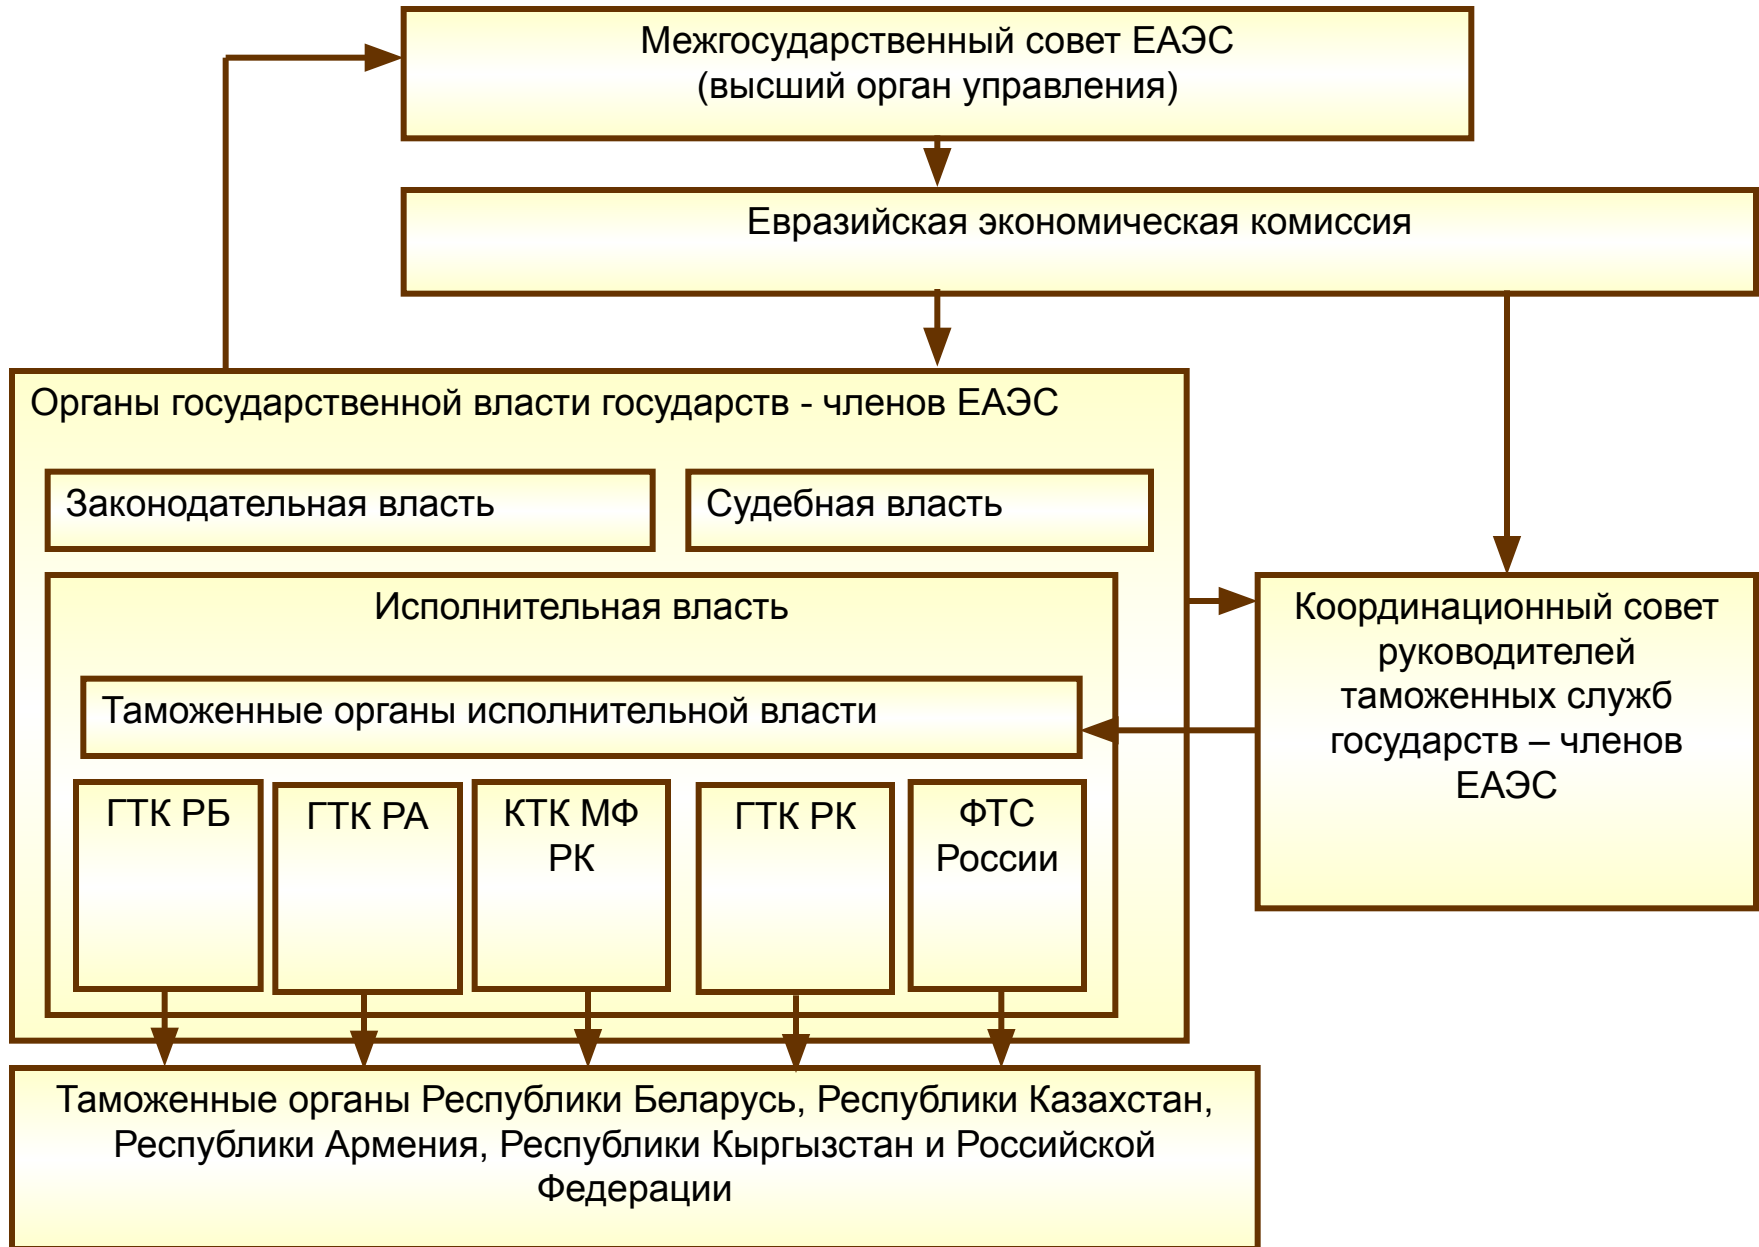 Межгосударственный совет ЕАЭС
(высший орган управления)
Евразийская экономическая комиссия
Органы государственной власти государств - членов ЕАЭС
Законодательная власть
Судебная власть
Исполнительная власть
Таможенные органы исполнительной власти
ГТК РБ
ГТК РА
КТК МФ
РК
ГТК РК
ФТС
России
Координационный совет
руководителей
таможенных служб
государств – членов
ЕАЭС
Таможенные органы Республики Беларусь, Республики Казахстан,
Республики Армения, Республики Кыргызстан и Российской
Федерации